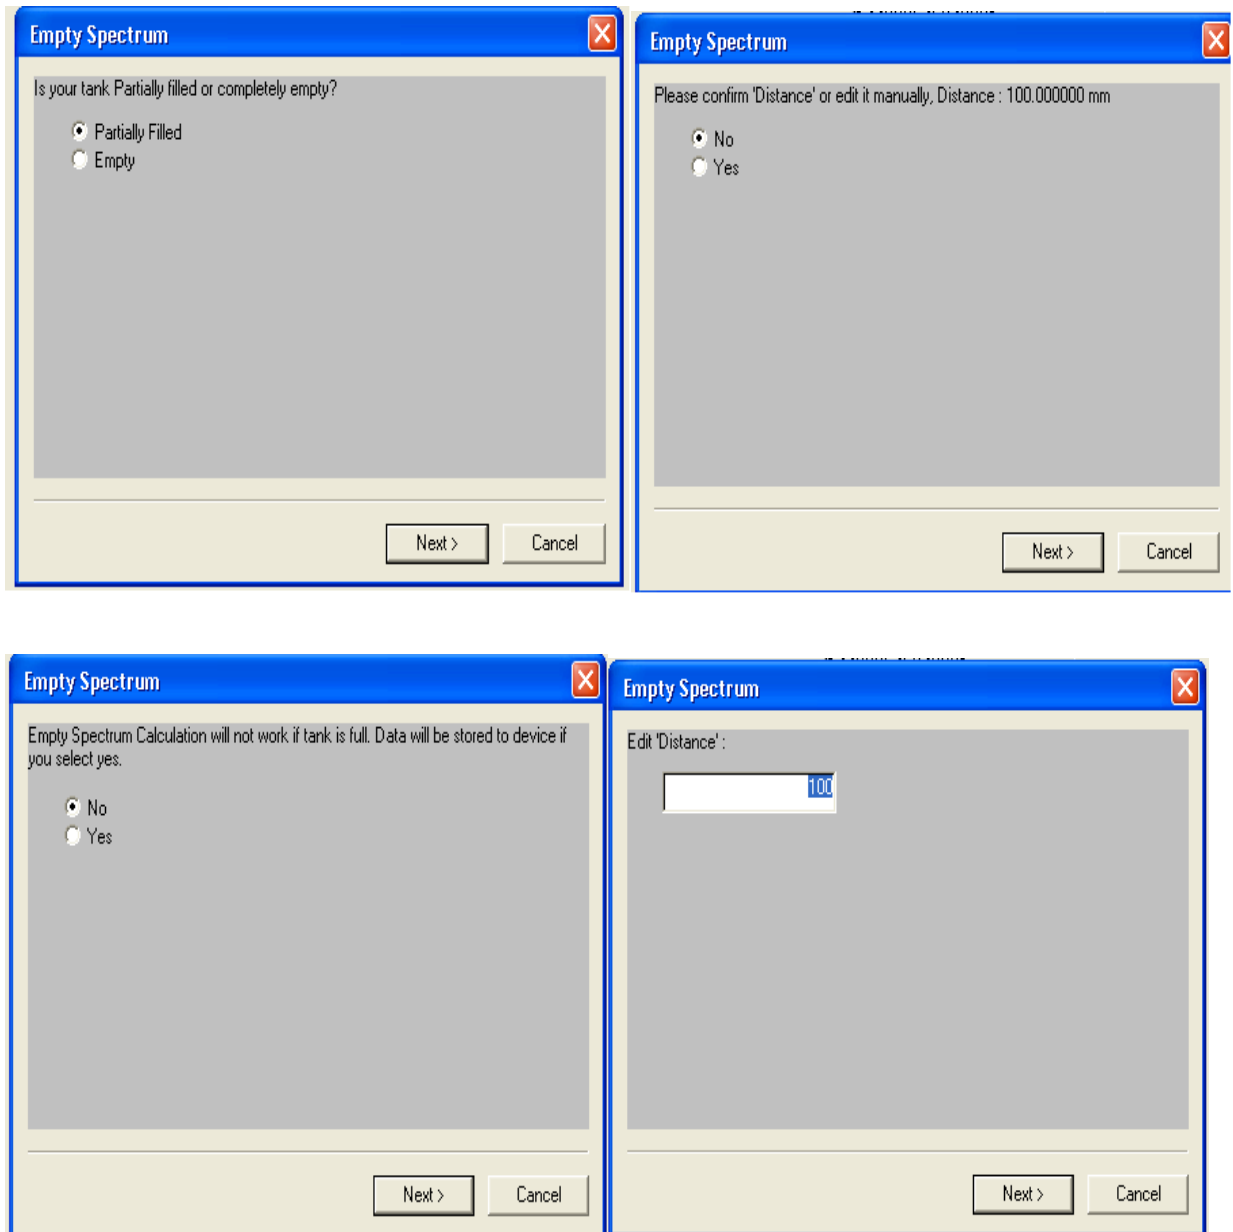 Empty Spectrum
Is your tank Partially filled or completely empty?
Partially Filled
Empty
Next >
Cancel
Empty Spectrum
Please confirm 'Distance' or edit it manually, Distance : 100.000000 mm
No
Yes
Next >
Cancel
Empty Spectrum
Empty Spectrum Calculation will not work if tank is full. Data will be stored to device if
you select yes.
No
Yes
Next >
Cancel
Empty Spectrum
Edit 'Distance' :
100
Next >
Cancel